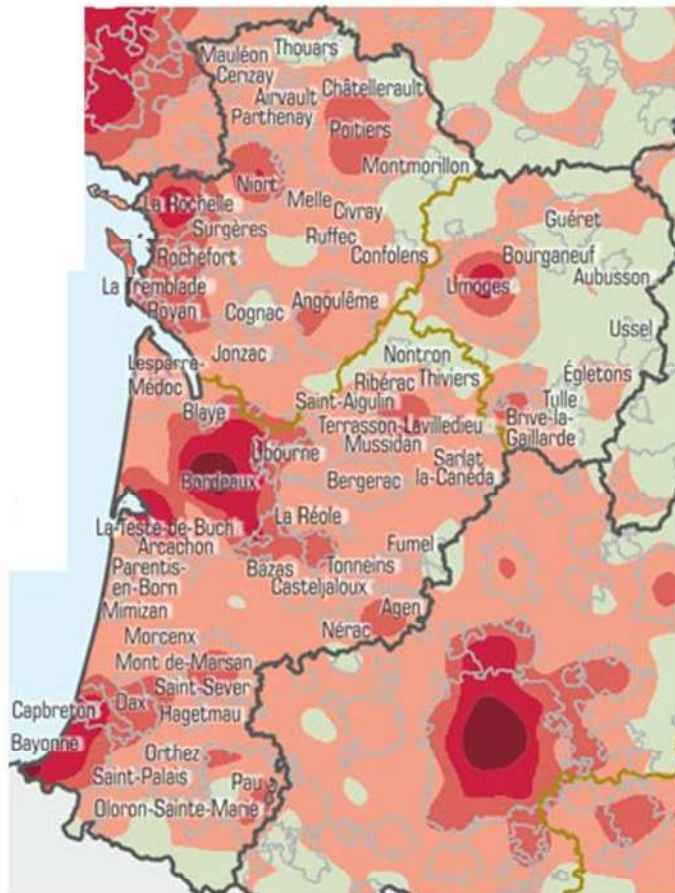 Mauléon
Thouars
Cerizay
Airvault
Châtellerault
Parthenay
Poitiers
Montmorillon
Niort
La Rochelle
Melle
Civray
Surgères
Ruffec
Rochefort
Confolens
Guéret
Bourganeuf
Limoges
Aubusson
La Tremblade
Royan
Cognac
Angoulême
Ussel
Jonzac
Nontron
Lesparre-
Médoc
Ribérac
Thiviers
Égletons
Saint-Aigulin
Tulle
Blaye
Terrasson-Lavilledieu
Brive-la-
Gaillarde
Mussidan
Libourne
Sarlat
la-Canéda
Bordeaux
Bergerac
La Réole
La-Teste-de-Buch
Arcachon
Fumel
Parentis-
en-Born
Bazas
Tonneins
Casteljaloux
Mimizan
Agen
Nérac
Morcenx
Mont de-Marsan
Saint-Sever
Capbreton
Dax
Hagetmau
Bayonne
Orthez
Saint-Palais
Pau
Oloron-Sainte-Marie